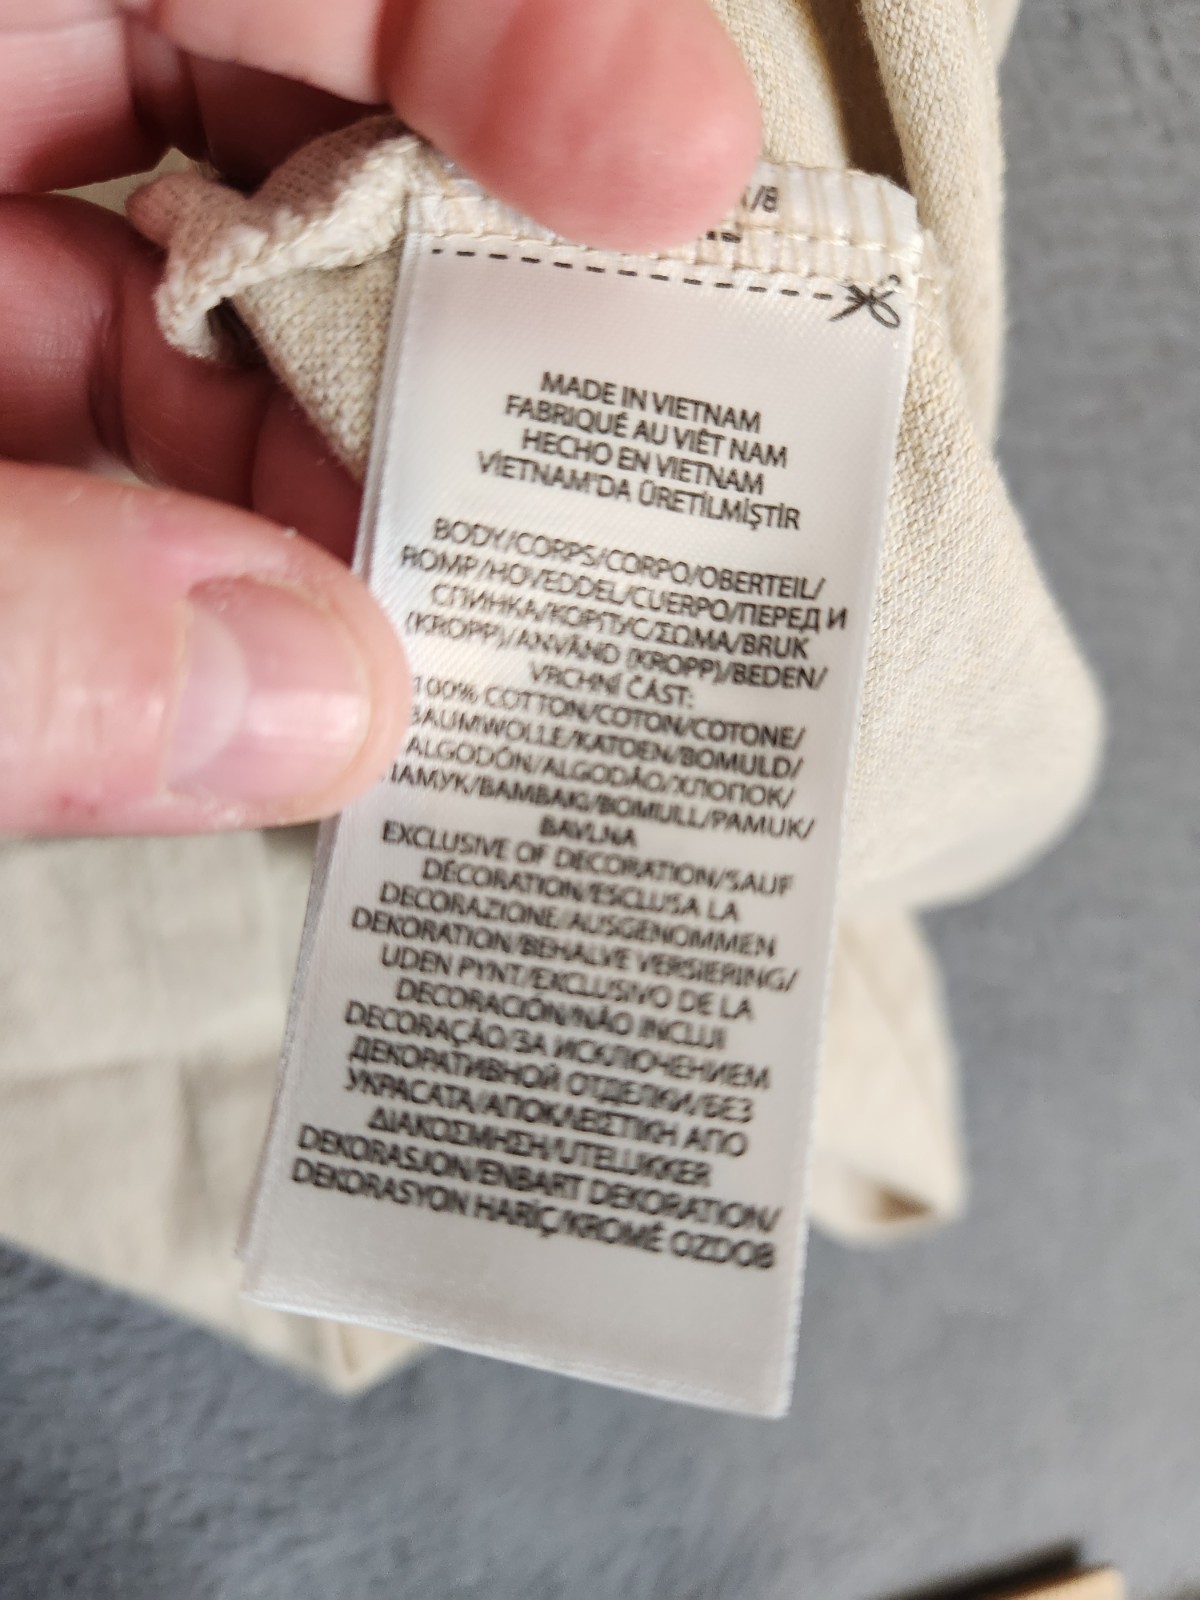 /8
MADE IN VIETNAM
FABRIQUÉ AU VIÊT NAM
HECHO EN VIETNAM
VİETNAM'DA ÜRETİLMİŞTİR
BODY/CORPS/CORPO/OBERTEIL/
ROMP/HOVEDDEL/CUERPO/ПЕРЕД И
СПИНКА/КОРПУС/ΣΩΜΑ/BRUK
(KROPP)/ANVÄND (KROPP)/BEDEN/
VRCHNÍ ČÁST:
100% COTTON/COTON/COTONE/
BAUMWOLLE/KATOEN/BOMULD/
ALGODÓN/ALGODÃO/ХЛОПОК/
ПАМУК/ΒΑΜΒΑΚΙ/BOMULL/PAMUK/
BAVLNA
EXCLUSIVE OF DECORATION/SAUF
DÉCORATION/ESCLUSA LA
DECORAZIONE/AUSGENOMMEN
DEKORATION/BEHALVE VERSIERING/
UDEN PYNT/EXCLUSIVO DE LA
DECORACIÓN/NÃO INCLUI
DECORAÇÃO/ЗА ИСКЛЮЧЕНИЕМ
ДЕКОРАТИВНОЙ ОТДЕЛКИ/БЕЗ
УКРАСАТА/ΑΠΟΚΛΕΙΣΤΙΚΗ ΑΠΟ
ΔΙΑΚΟΣΜΗΣΗ/UTELUKKER
DEKORASJON/ENBART DEKORATION/
DEKORASYON HARİÇ/KROMĚ OZDOB